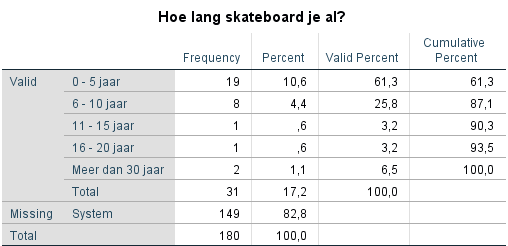 Hoe lang skateboard je al?
Frequency Percent Valid Percent Cumulative Percent
Valid 0 - 5 jaar 19 10,6 61,3 61,3
6 - 10 jaar 8 4,4 25,8 87,1
11 - 15 jaar 1 ,6 3,2 90,3
16 - 20 jaar 1 ,6 3,2 93,5
Meer dan 30 jaar 2 1,1 6,5 100,0
Total 31 17,2 100,0
Missing System 149 82,8
Total 180 100,0